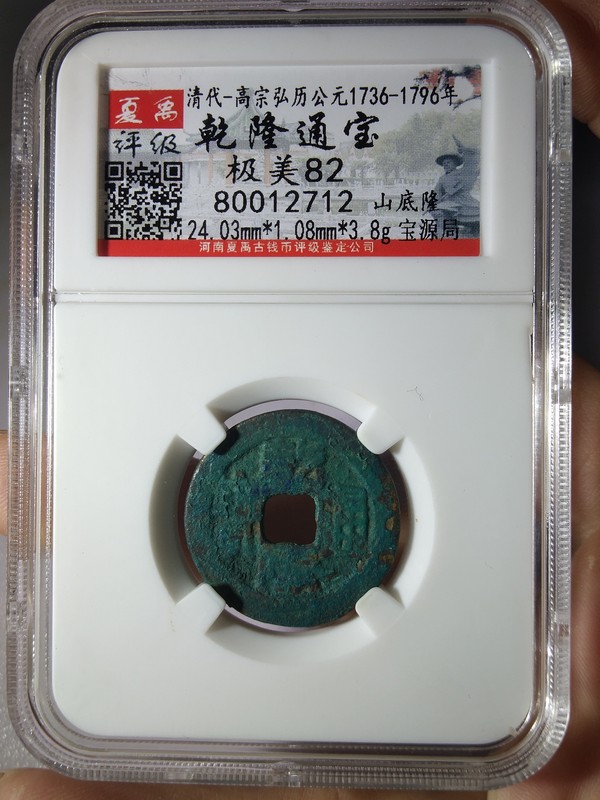 夏禹
评级
清代-高宗弘历公元1736-1796年
乾隆通宝
极美82
80012712 山底隆
24.03mm*1.08mm*3.8g 宝源局
河南夏禹古钱币评级鉴定公司